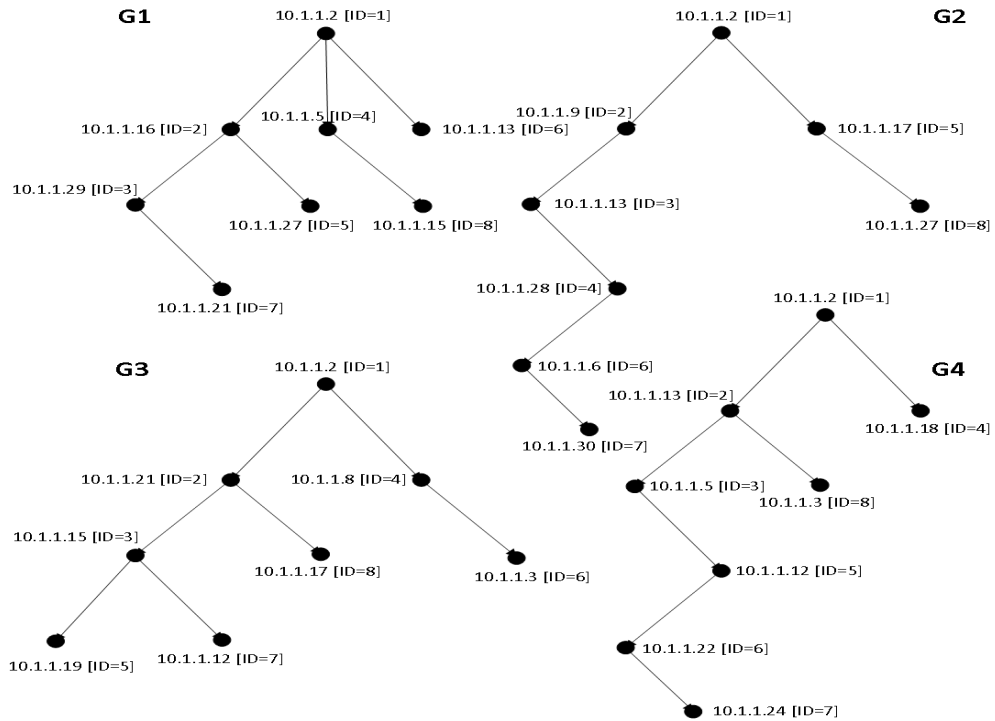 G1
10.1.1.2 [ID=1]
10.1.1.16 [ID=2]
10.1.1.5 [ID=4]
10.1.1.13 [ID=6]
10.1.1.29 [ID=3]
10.1.1.27 [ID=5]
10.1.1.15 [ID=8]
10.1.1.21 [ID=7]
G2
10.1.1.2 [ID=1]
10.1.1.9 [ID=2]
10.1.1.17 [ID=5]
10.1.1.13 [ID=3]
10.1.1.27 [ID=8]
10.1.1.28 [ID=4]
10.1.1.6 [ID=6]
10.1.1.30 [ID=7]
G3
10.1.1.2 [ID=1]
10.1.1.21 [ID=2]
10.1.1.8 [ID=4]
10.1.1.15 [ID=3]
10.1.1.17 [ID=8]
10.1.1.3 [ID=6]
10.1.1.19 [ID=5]
10.1.1.12 [ID=7]
G4
10.1.1.2 [ID=1]
10.1.1.13 [ID=2]
10.1.1.18 [ID=4]
10.1.1.5 [ID=3]
10.1.1.3 [ID=8]
10.1.1.12 [ID=5]
10.1.1.22 [ID=6]
10.1.1.24 [ID=7]